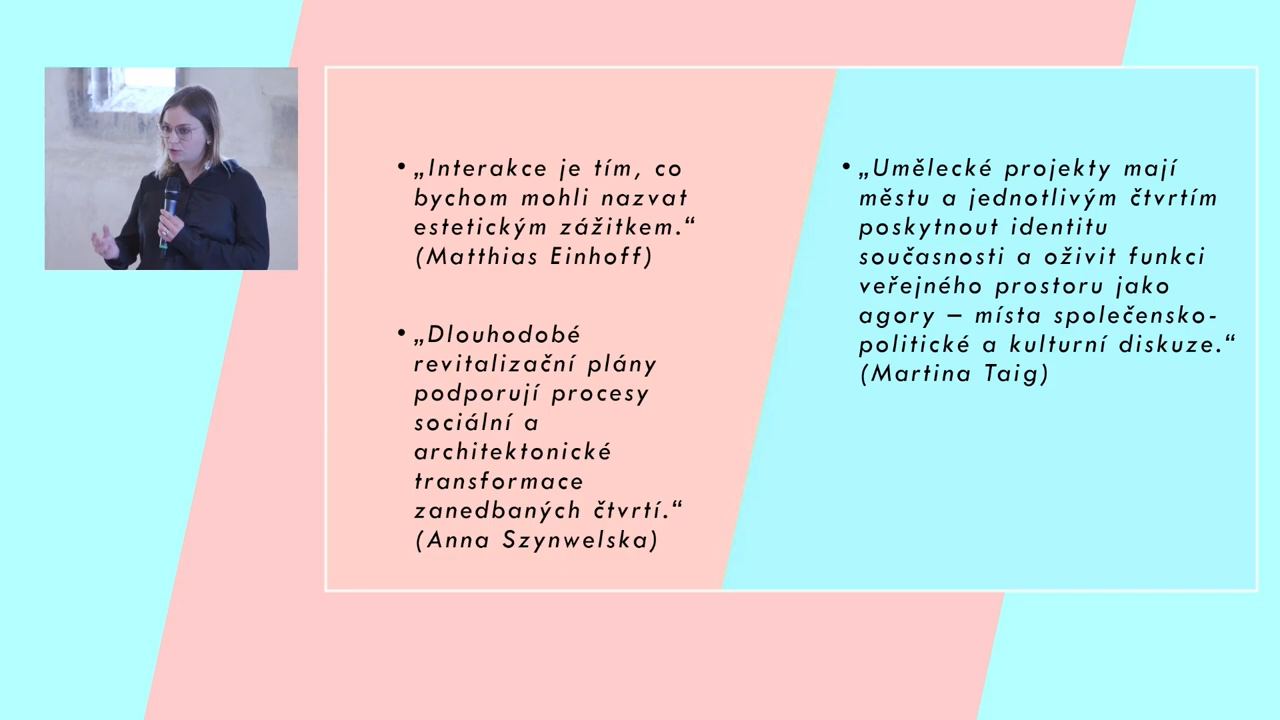 • „Interakce je tím, co
bychom mohli nazvat
estetickým zážitkem.“
(Matthias Einhoff)
• „Dlouhodobé
revitalizační plány
podporují procesy
sociální a
architektonické
transformace
zanedbaných čtvrtí.“
(Anna Szynwelska)
• „Umělecké projekty mají
městu a jednotlivým čtvrtím
poskytnout identitu
současnosti a oživit funkci
veřejného prostoru jako
agory – místa společensko-
politické a kulturní diskuze.“
(Martina Taig)